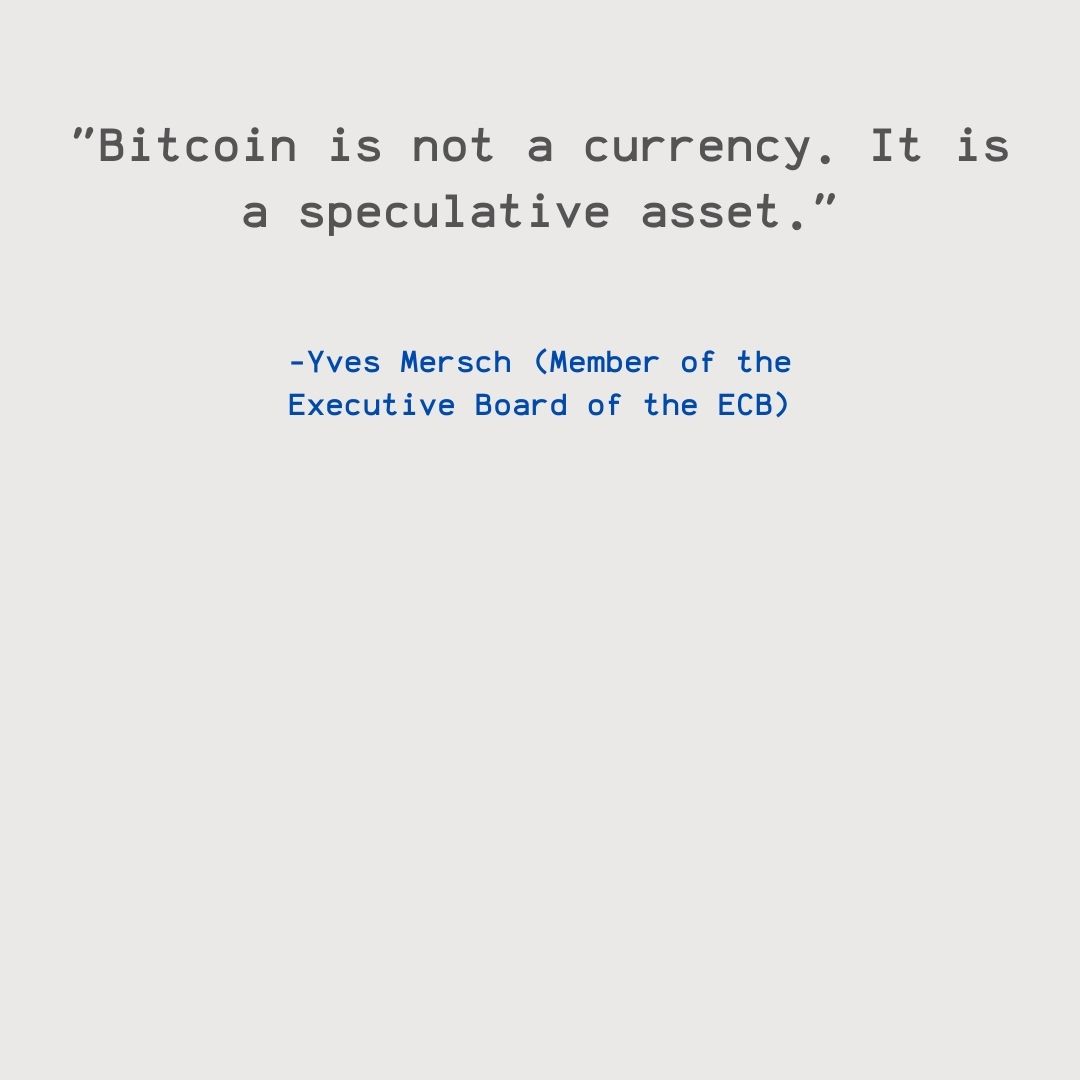 "Bitcoin is not a currency. It is
a speculative asset."
-Yves Mersch (Member of the
Executive Board of the ECB)